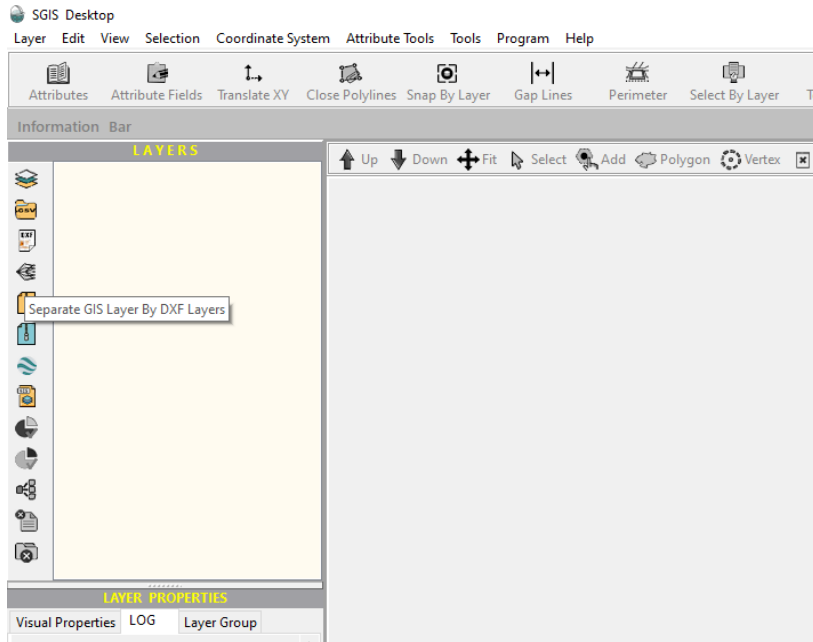 SGIS Desktop
Layer Edit View Selection Coordinate System Attribute Tools Tools Program Help
Attributes Attribute Fields Translate XY Close Polylines Snap By Layer Gap Lines Perimeter Select By Layer T
Information Bar
LAYERS
Up Down Fit Select Add Polygon Vertex
CSV
DXF
Separate GIS Layer By DXF Layers
LAYER PROPERTIES
Visual Properties LOG Layer Group